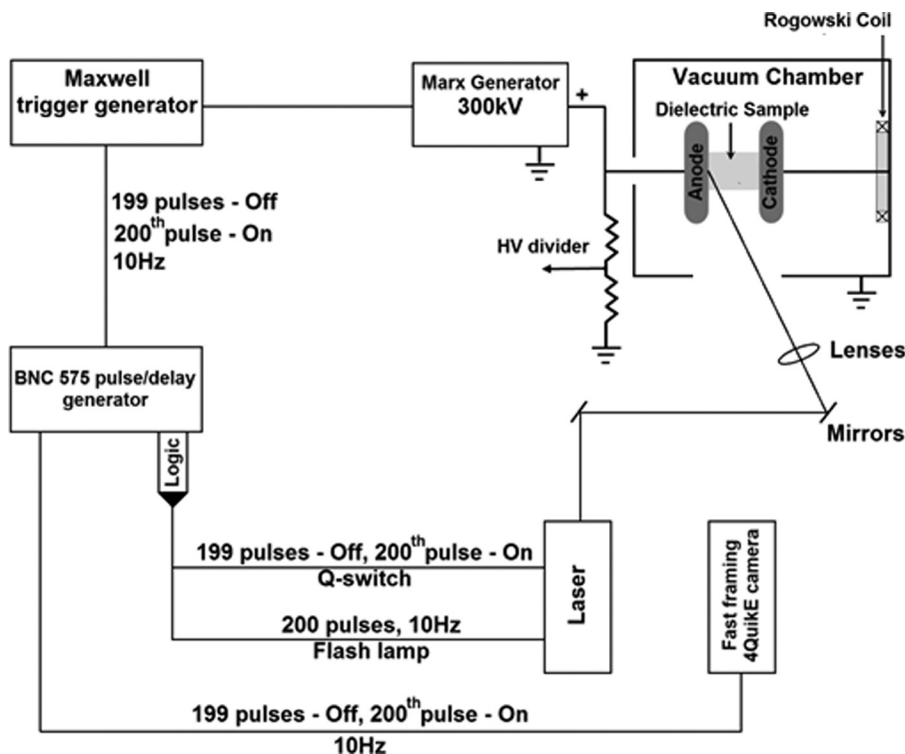 Rogowski Coil
Maxwell
trigger generator
Marx Generator
300kV
+
Vacuum Chamber
Dielectric Sample
Anode
Cathode
199 pulses - Off
200th pulse - On
10Hz
HV divider
BNC 575 pulse/delay
generator
Lenses
Mirrors
Logic
199 pulses - Off, 200th pulse - On
Q-switch
Laser
Fast framing
4QuikE camera
200 pulses, 10Hz
Flash lamp
199 pulses - Off, 200th pulse - On
10Hz